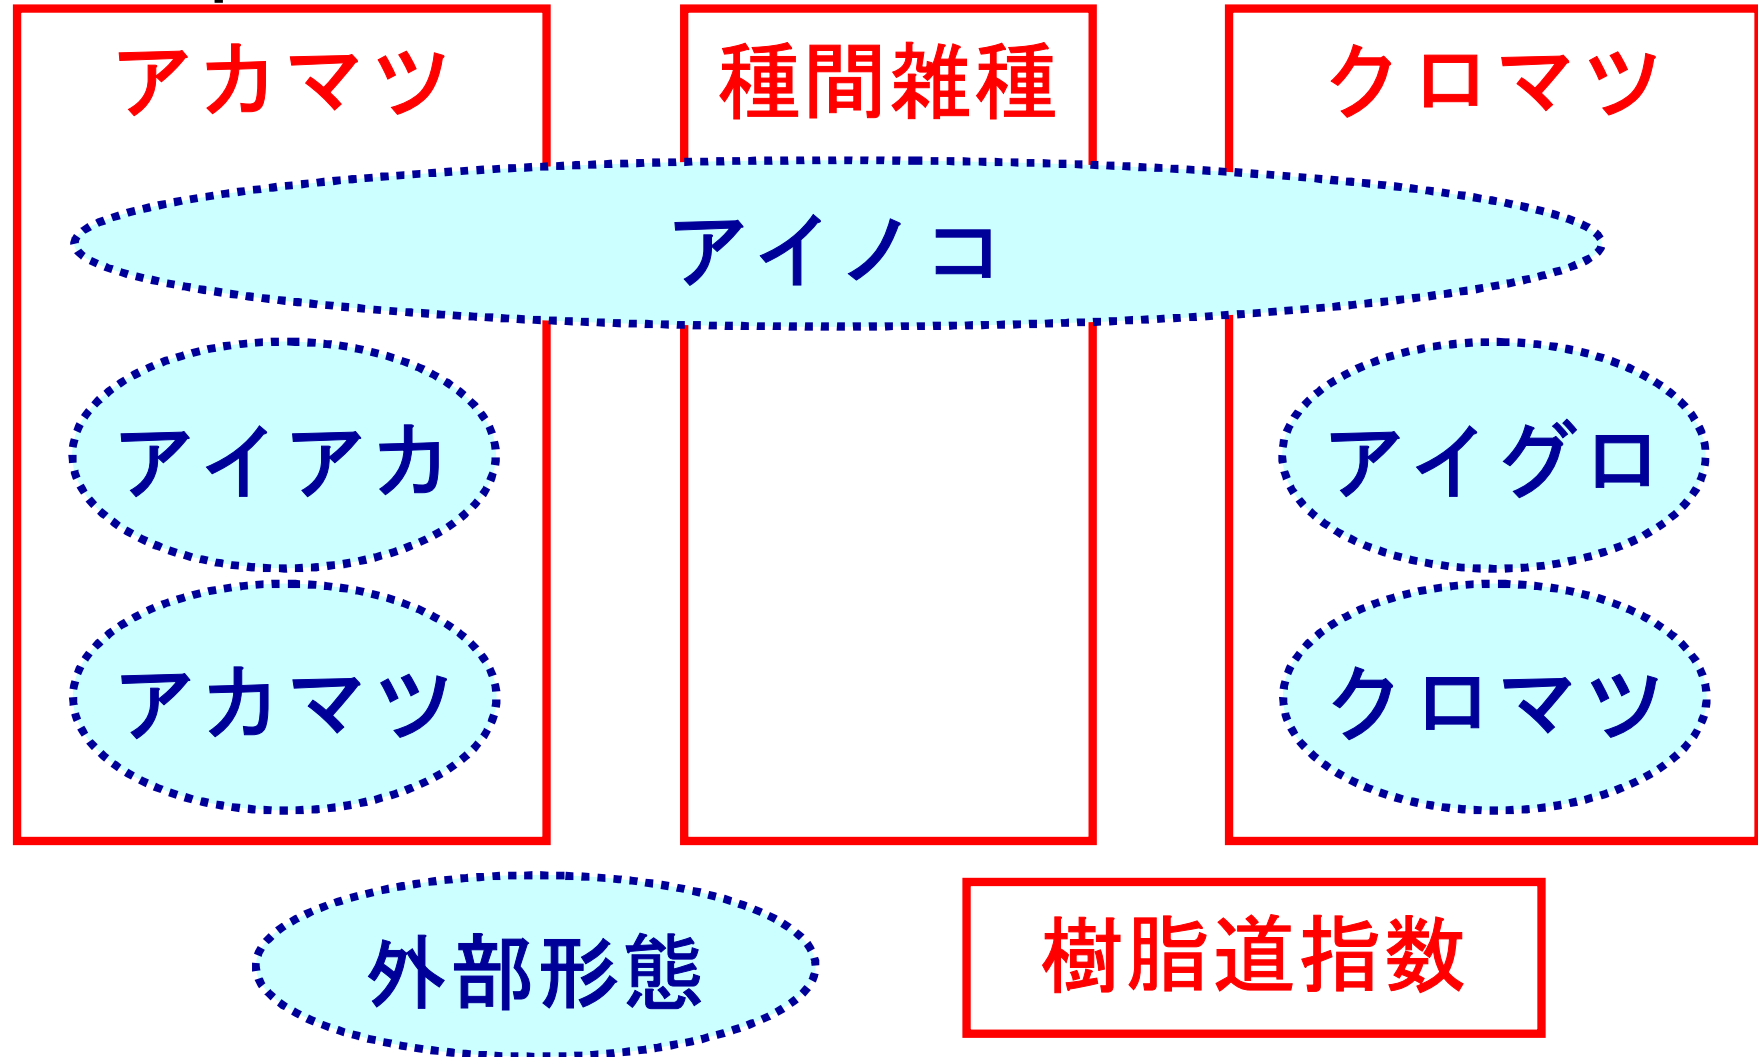 アカマツ 種間雑種 クロマツ
アイノコ
アイアカ アイグロ
アカマツ クロマツ
外部形態 樹脂道指数